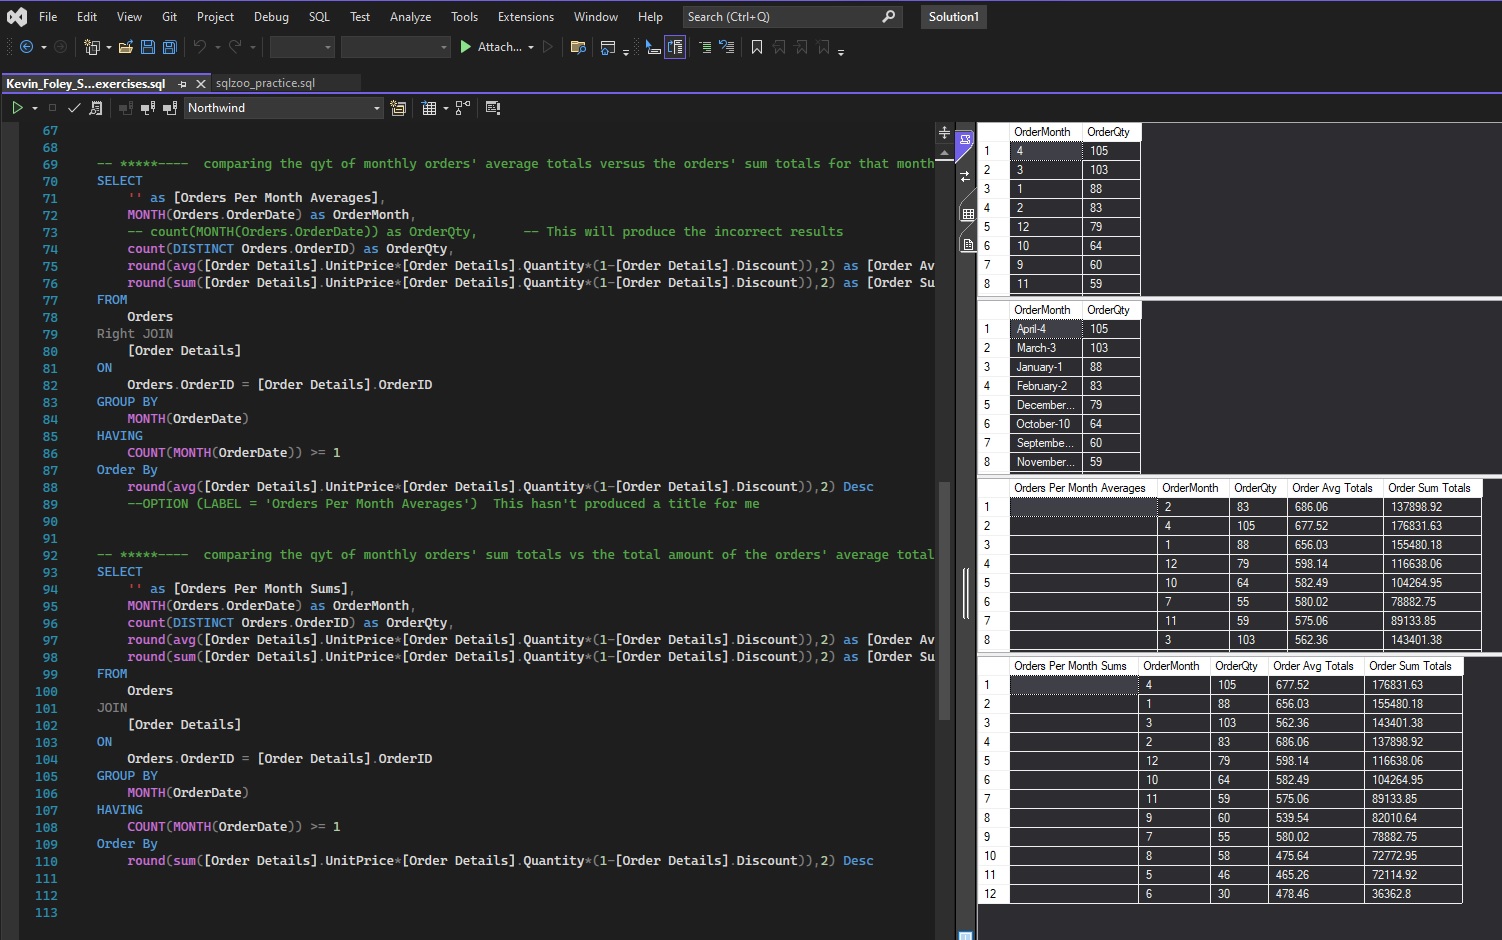 File Edit View Git Project Debug SQL Test Analyze Tools Extensions Window Help Search (Ctrl+Q) Solution1
Attach...
Kevin_Foley_S...exercises.sql sqlzoo_practice.sql
Northwind
67
68
69 -- *****---- comparing the qyt of monthly orders' average totals versus the orders' sum totals for that month
70 SELECT
71 '' as [Orders Per Month Averages],
72 MONTH(Orders.OrderDate) as OrderMonth,
73 -- count(MONTH(Orders.OrderDate)) as OrderQty, -- This will produce the incorrect results
74 count(DISTINCT Orders.OrderID) as OrderQty,
75 round(avg([Order Details].UnitPrice*[Order Details].Quantity*(1-[Order Details].Discount)),2) as [Order Av
76 round(sum([Order Details].UnitPrice*[Order Details].Quantity*(1-[Order Details].Discount)),2) as [Order Su
77 FROM
78 Orders
79 Right JOIN
80 [Order Details]
81 ON
82 Orders.OrderID = [Order Details].OrderID
83 GROUP BY
84 MONTH(OrderDate)
85 HAVING
86 COUNT(MONTH(OrderDate)) >= 1
87 Order By
88 round(avg([Order Details].UnitPrice*[Order Details].Quantity*(1-[Order Details].Discount)),2) Desc
89 --OPTION (LABEL = 'Orders Per Month Averages') This hasn't produced a title for me
90
91
92 -- *****---- comparing the qyt of monthly orders' sum totals vs the total amount of the orders' average total
93 SELECT
94 '' as [Orders Per Month Sums],
95 MONTH(Orders.OrderDate) as OrderMonth,
96 count(DISTINCT Orders.OrderID) as OrderQty,
97 round(avg([Order Details].UnitPrice*[Order Details].Quantity*(1-[Order Details].Discount)),2) as [Order Av
98 round(sum([Order Details].UnitPrice*[Order Details].Quantity*(1-[Order Details].Discount)),2) as [Order Su
99 FROM
100 Orders
101 JOIN
102 [Order Details]
103 ON
104 Orders.OrderID = [Order Details].OrderID
105 GROUP BY
106 MONTH(OrderDate)
107 HAVING
108 COUNT(MONTH(OrderDate)) >= 1
109 Order By
110 round(sum([Order Details].UnitPrice*[Order Details].Quantity*(1-[Order Details].Discount)),2) Desc
111
112
113
OrderMonth OrderQty
1 4 105
2 3 103
3 1 88
4 2 83
5 12 79
6 10 64
7 9 60
8 11 59
OrderMonth OrderQty
1 April-4 105
2 March-3 103
3 January-1 88
4 February-2 83
5 December... 79
6 October-10 64
7 Septembe... 60
8 November... 59
Orders Per Month Averages OrderMonth OrderQty Order Avg Totals Order Sum Totals
1 2 83 686.06 137898.92
2 4 105 677.52 176831.63
3 1 88 656.03 155480.18
4 12 79 598.14 116638.06
5 10 64 582.49 104264.95
6 7 55 580.02 78882.75
7 11 59 575.06 89133.85
8 3 103 562.36 143401.38
Orders Per Month Sums OrderMonth OrderQty Order Avg Totals Order Sum Totals
1 4 105 677.52 176831.63
2 1 88 656.03 155480.18
3 3 103 562.36 143401.38
4 2 83 686.06 137898.92
5 12 79 598.14 116638.06
6 10 64 582.49 104264.95
7 11 59 575.06 89133.85
8 9 60 539.54 82010.64
9 7 55 580.02 78882.75
10 8 58 475.64 72772.95
11 5 46 465.26 72114.92
12 6 30 478.46 36362.8